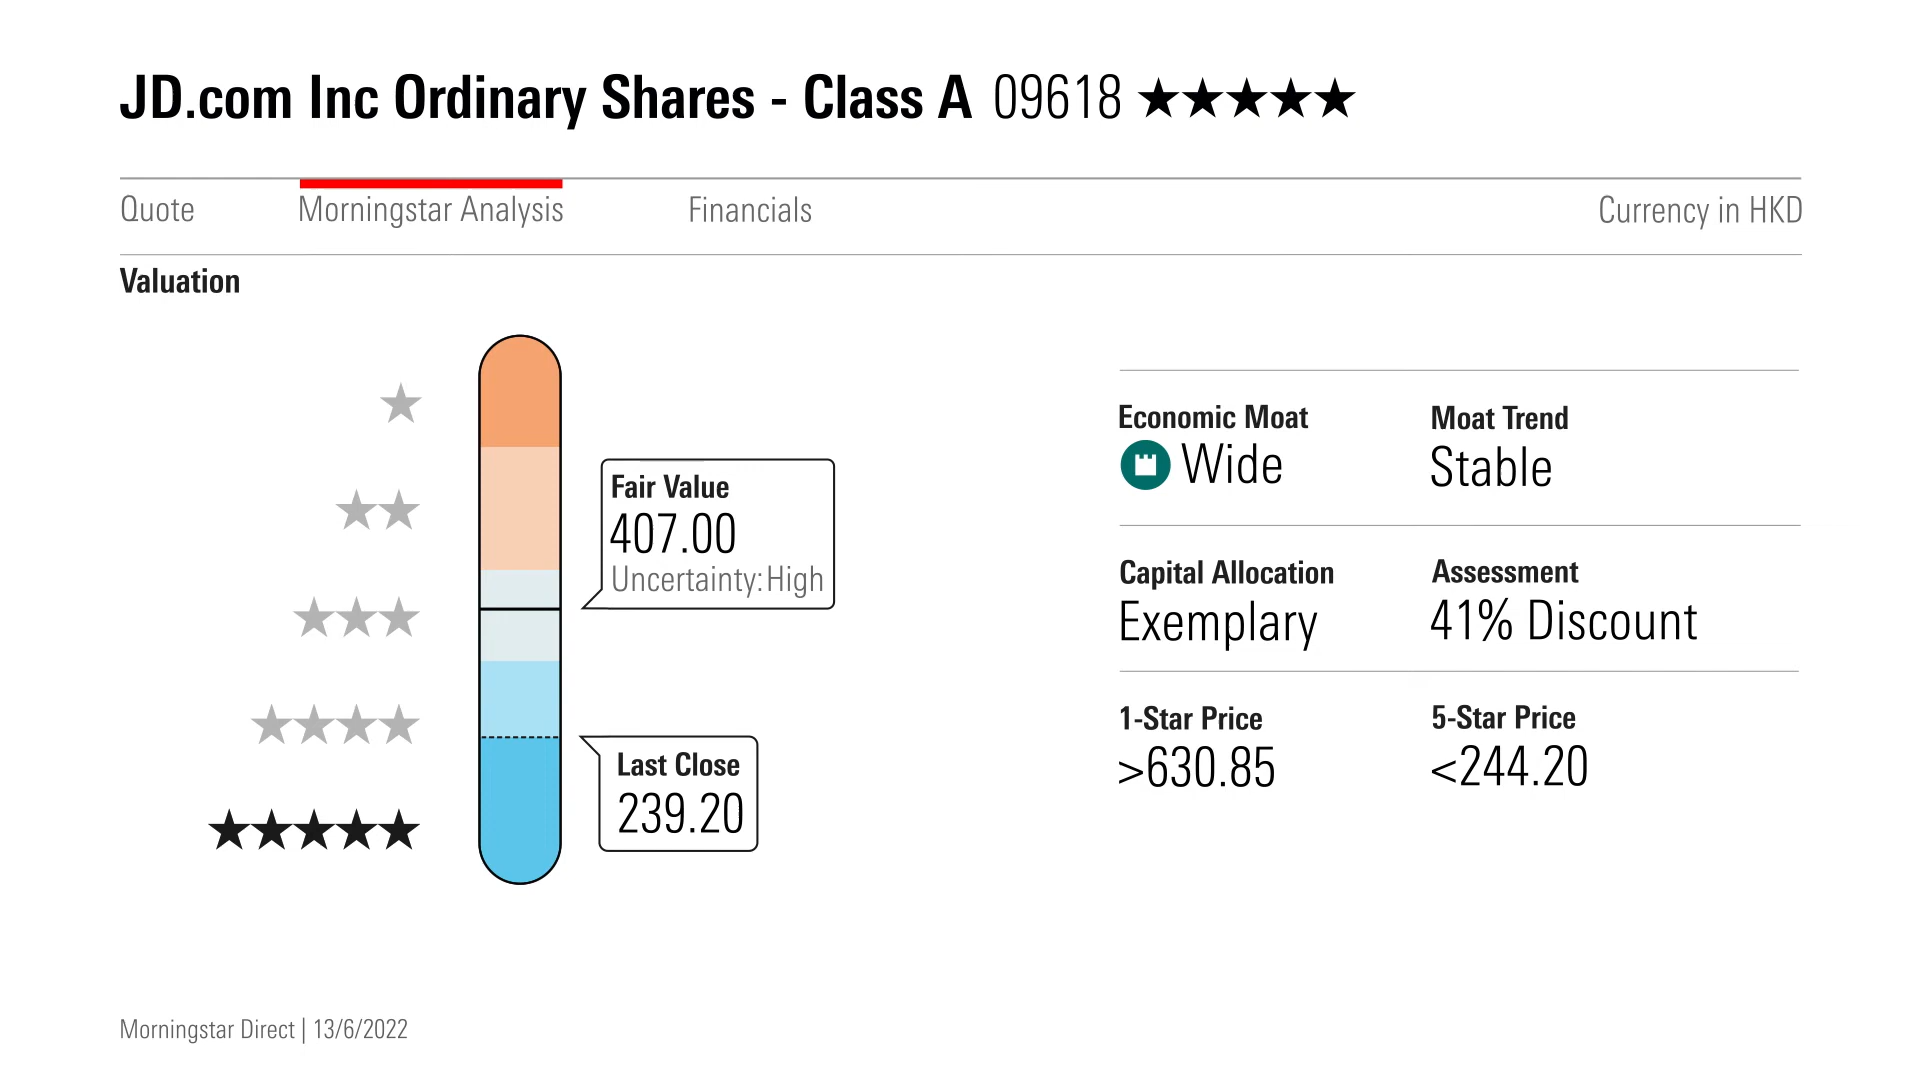 JD.com Inc Ordinary Shares - Class A 09618 ★★★★★
Quote Morningstar Analysis Financials Currency in HKD
Valuation
Fair Value
407.00
Uncertainty: High
Last Close
239.20
Economic Moat
Wide
Moat Trend
Stable
Capital Allocation
Exemplary
Assessment
41% Discount
1-Star Price
>630.85
5-Star Price
<244.20
Morningstar Direct | 13/6/2022